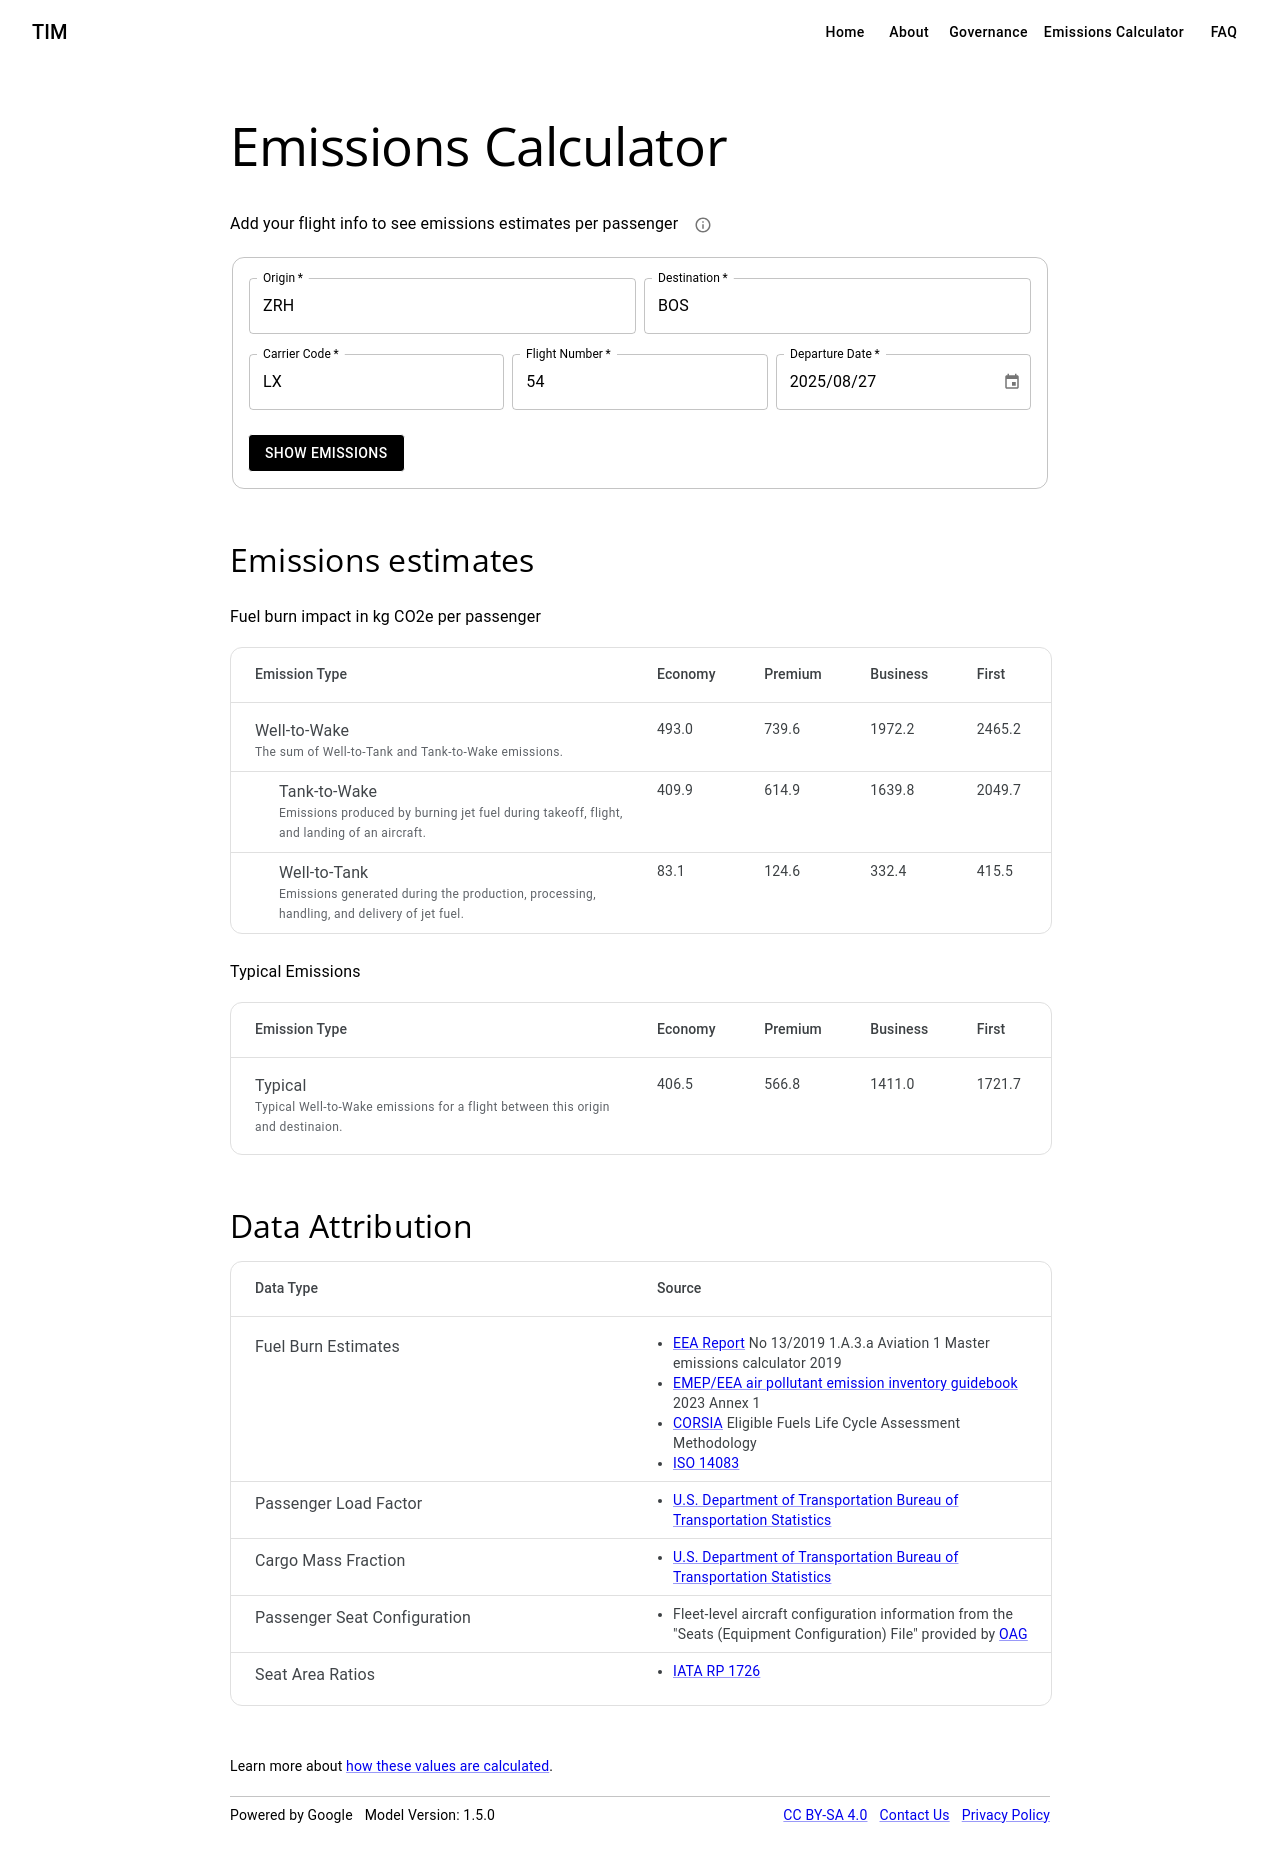 TIM
Home About Governance Emissions Calculator FAQ
Emissions Calculator
Add your flight info to see emissions estimates per passenger
Origin * Destination *
ZRH BOS
Carrier Code * Flight Number * Departure Date *
LX 54 2025/08/27
SHOW EMISSIONS
Emissions estimates
Fuel burn impact in kg CO2e per passenger
Emission Type Economy Premium Business First
Well-to-Wake 493.0 739.6 1972.2 2465.2
The sum of Well-to-Tank and Tank-to-Wake emissions.
Tank-to-Wake 409.9 614.9 1639.8 2049.7
Emissions produced by burning jet fuel during takeoff, flight,
and landing of an aircraft.
Well-to-Tank 83.1 124.6 332.4 415.5
Emissions generated during the production, processing,
handling, and delivery of jet fuel.
Typical Emissions
Emission Type Economy Premium Business First
Typical 406.5 566.8 1411.0 1721.7
Typical Well-to-Wake emissions for a flight between this origin
and destinaion.
Data Attribution
Data Type Source
Fuel Burn Estimates
• EEA Report No 13/2019 1.A.3.a Aviation 1 Master
emissions calculator 2019
• EMEP/EEA air pollutant emission inventory guidebook
2023 Annex 1
• CORSIA Eligible Fuels Life Cycle Assessment
Methodology
• ISO 14083
Passenger Load Factor
• U.S. Department of Transportation Bureau of
Transportation Statistics
Cargo Mass Fraction
• U.S. Department of Transportation Bureau of
Transportation Statistics
Passenger Seat Configuration
• Fleet-level aircraft configuration information from the
"Seats (Equipment Configuration) File" provided by OAG
Seat Area Ratios
• IATA RP 1726
Learn more about how these values are calculated.
Powered by Google Model Version: 1.5.0 CC BY-SA 4.0 Contact Us Privacy Policy